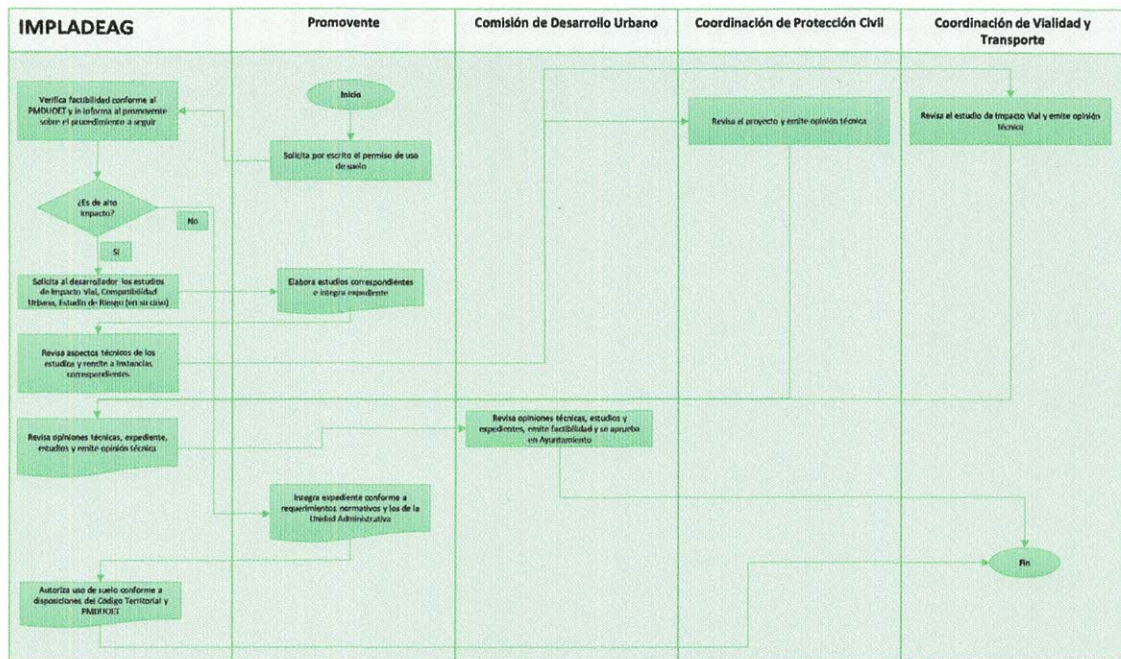 IMPLADEAG
Promovente
Comisión de Desarrollo Urbano
Coordinación de Protección Civil
Coordinación de Vialidad y
Transporte
Verifica factibilidad conforme al
PMDUOET y le informa al promovente
sobre el procedimiento a seguir
Inicio
Solicita por escrito el permiso de uso
de suelo
Revisa el proyecto y emite opinión técnica
Revisa el estudio de Impacto Vial y emite opinión
técnica
¿Es de alto
impacto?
No
Si
Solicita al desarrollador los estudios
de Impacto Vial, Compatibilidad
Urbana, Estudio de Riesgo (en su caso)
Elabora estudios correspondientes
e integra expediente
Revisa aspectos técnicos de los
estudios y remite a instancias
correspondientes.
Revisa opiniones técnicas, expediente,
estudios y emite opinión técnica
Revisa opiniones técnicas, estudios y
expedientes, emite factibilidad y se aprueba
en Ayuntamiento
Integra expediente conforme a
requerimientos normativos y los de la
Unidad Administrativa
Fin
Autoriza uso de suelo conforme a
disposiciones del Código Territorial y
PMDUOET